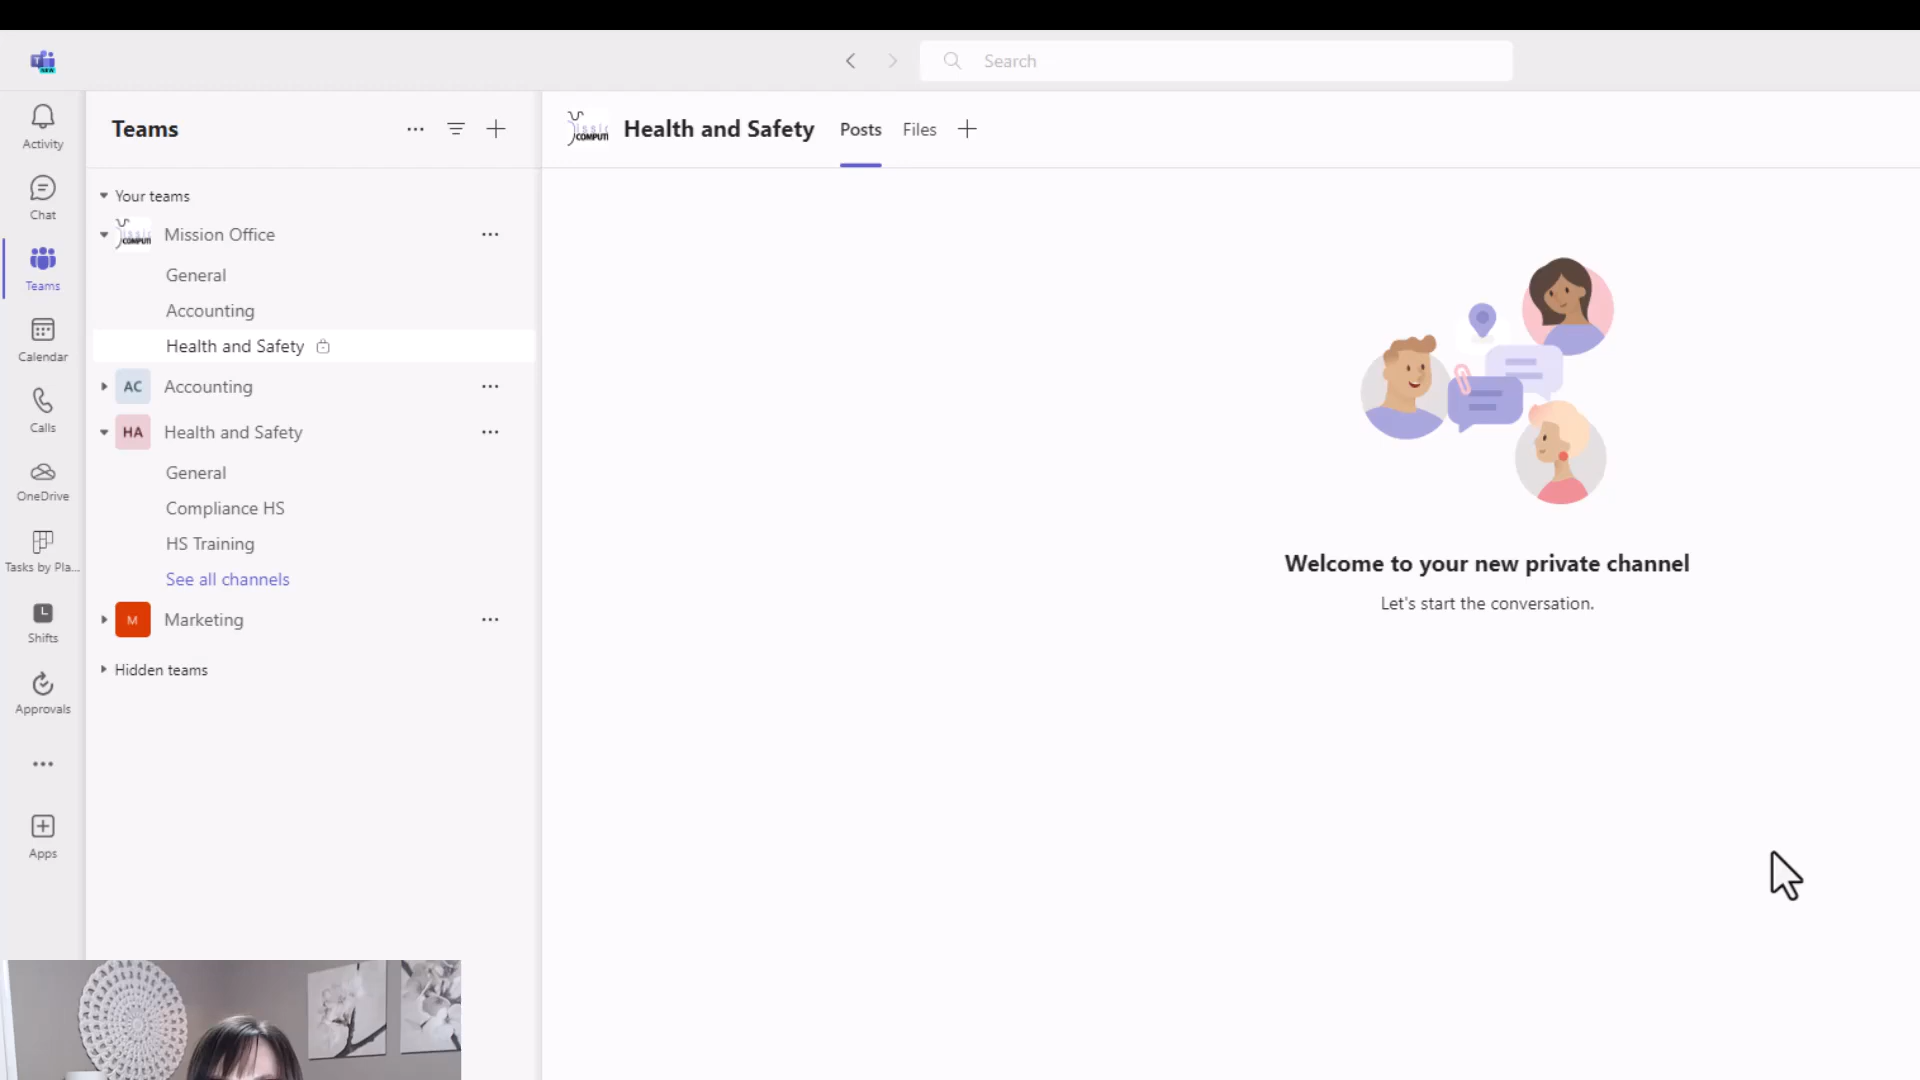 NEW
Search
Activity
Chat
Teams
Calendar
Calls
OneDrive
Tasks by Pla...
Shifts
Approvals
Apps
Teams
Your teams
Mission Office
General
Accounting
Health and Safety
AC Accounting
HA Health and Safety
General
Compliance HS
HS Training
See all channels
M Marketing
Hidden teams
Health and Safety
Posts
Files
Welcome to your new private channel
Let's start the conversation.